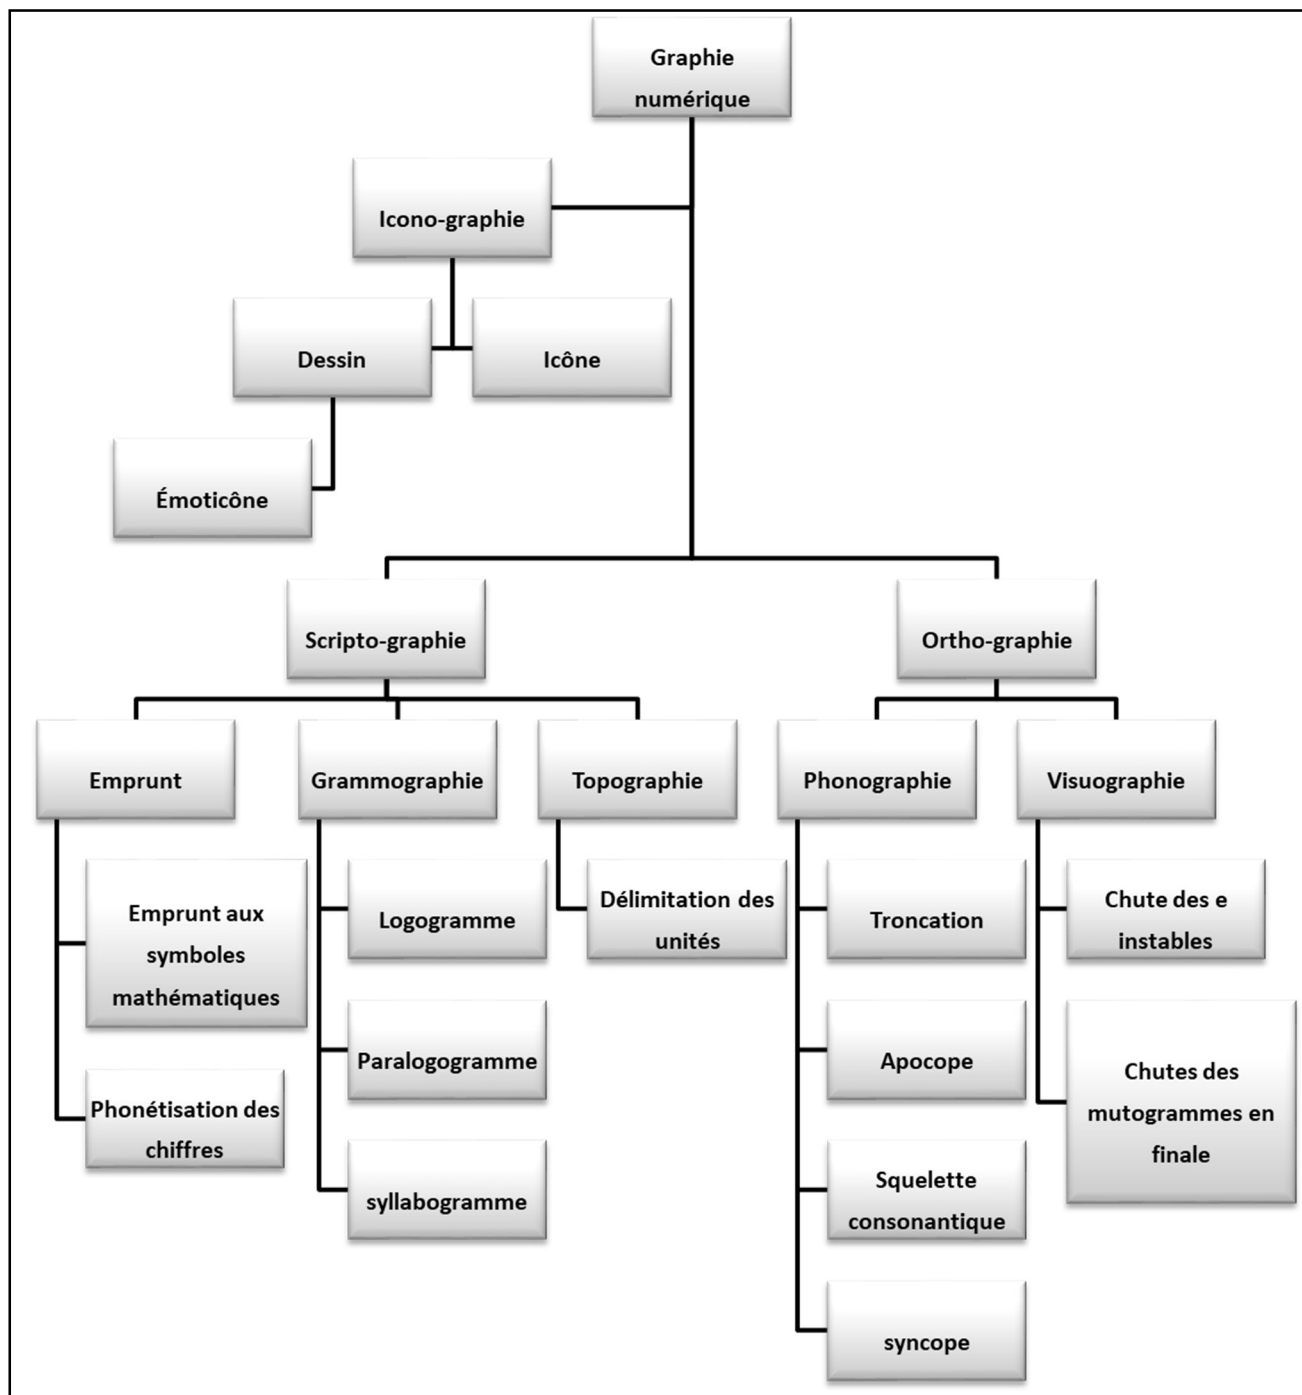 Graphie
numérique
Icono-graphie
Dessin
Icône
Émoticône
Scripto-graphie
Ortho-graphie
Emprunt
Grammographie
Topographie
Phonographie
Visuographie
Emprunt aux
symboles
mathématiques
Logogramme
Délimitation des
unités
Troncation
Chute des e
instables
Phonétisation des
chiffres
Paralogogramme
Apocope
Chutes des
mutogrammes en
finale
syllabogramme
Squelette
consonantique
syncope